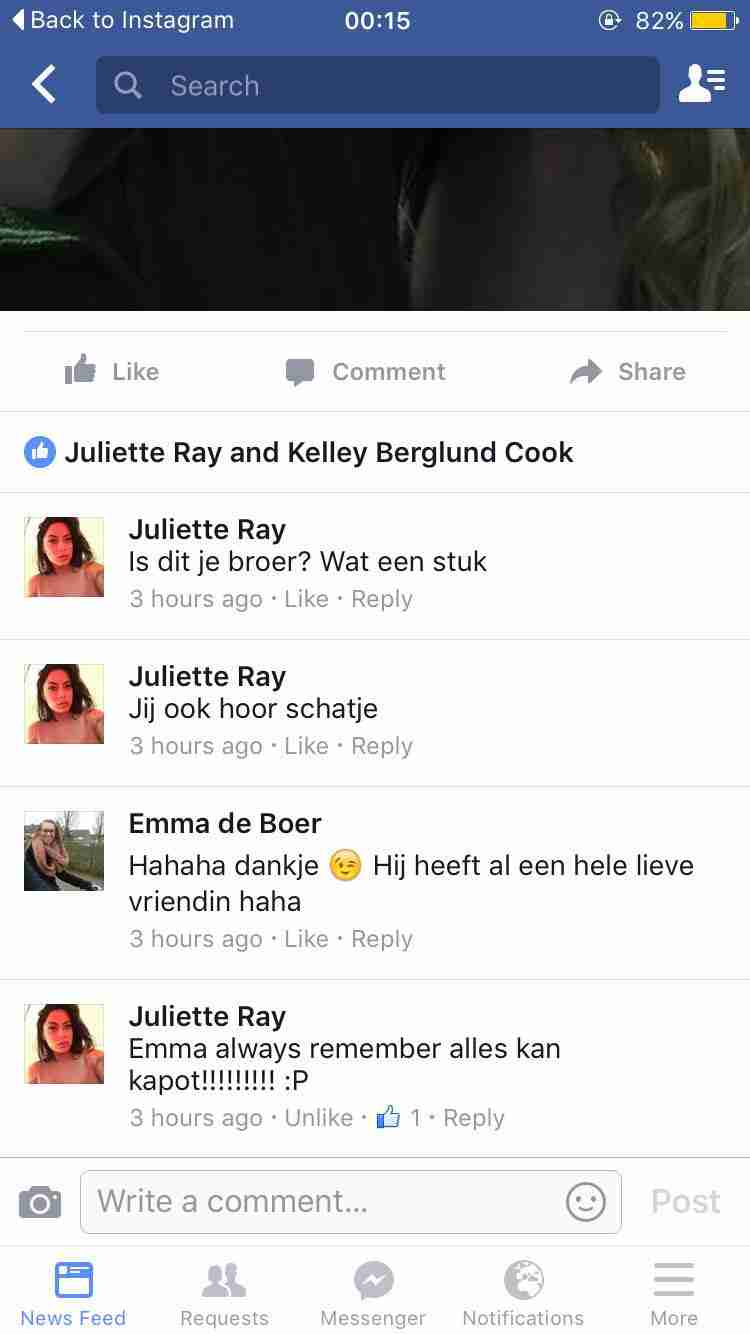 Back to Instagram 00:15 82%
Search
Like Comment Share
Juliette Ray and Kelley Berglund Cook
Juliette Ray
Is dit je broer? Wat een stuk
3 hours ago · Like · Reply
Juliette Ray
Jij ook hoor schatje
3 hours ago · Like · Reply
Emma de Boer
Hahaha dankje 😉 Hij heeft al een hele lieve
vriendin haha
3 hours ago · Like · Reply
Juliette Ray
Emma always remember alles kan
kapot!!!!!!!!! :P
3 hours ago · Unlike · 1 · Reply
Write a comment... Post
News Feed Requests Messenger Notifications More